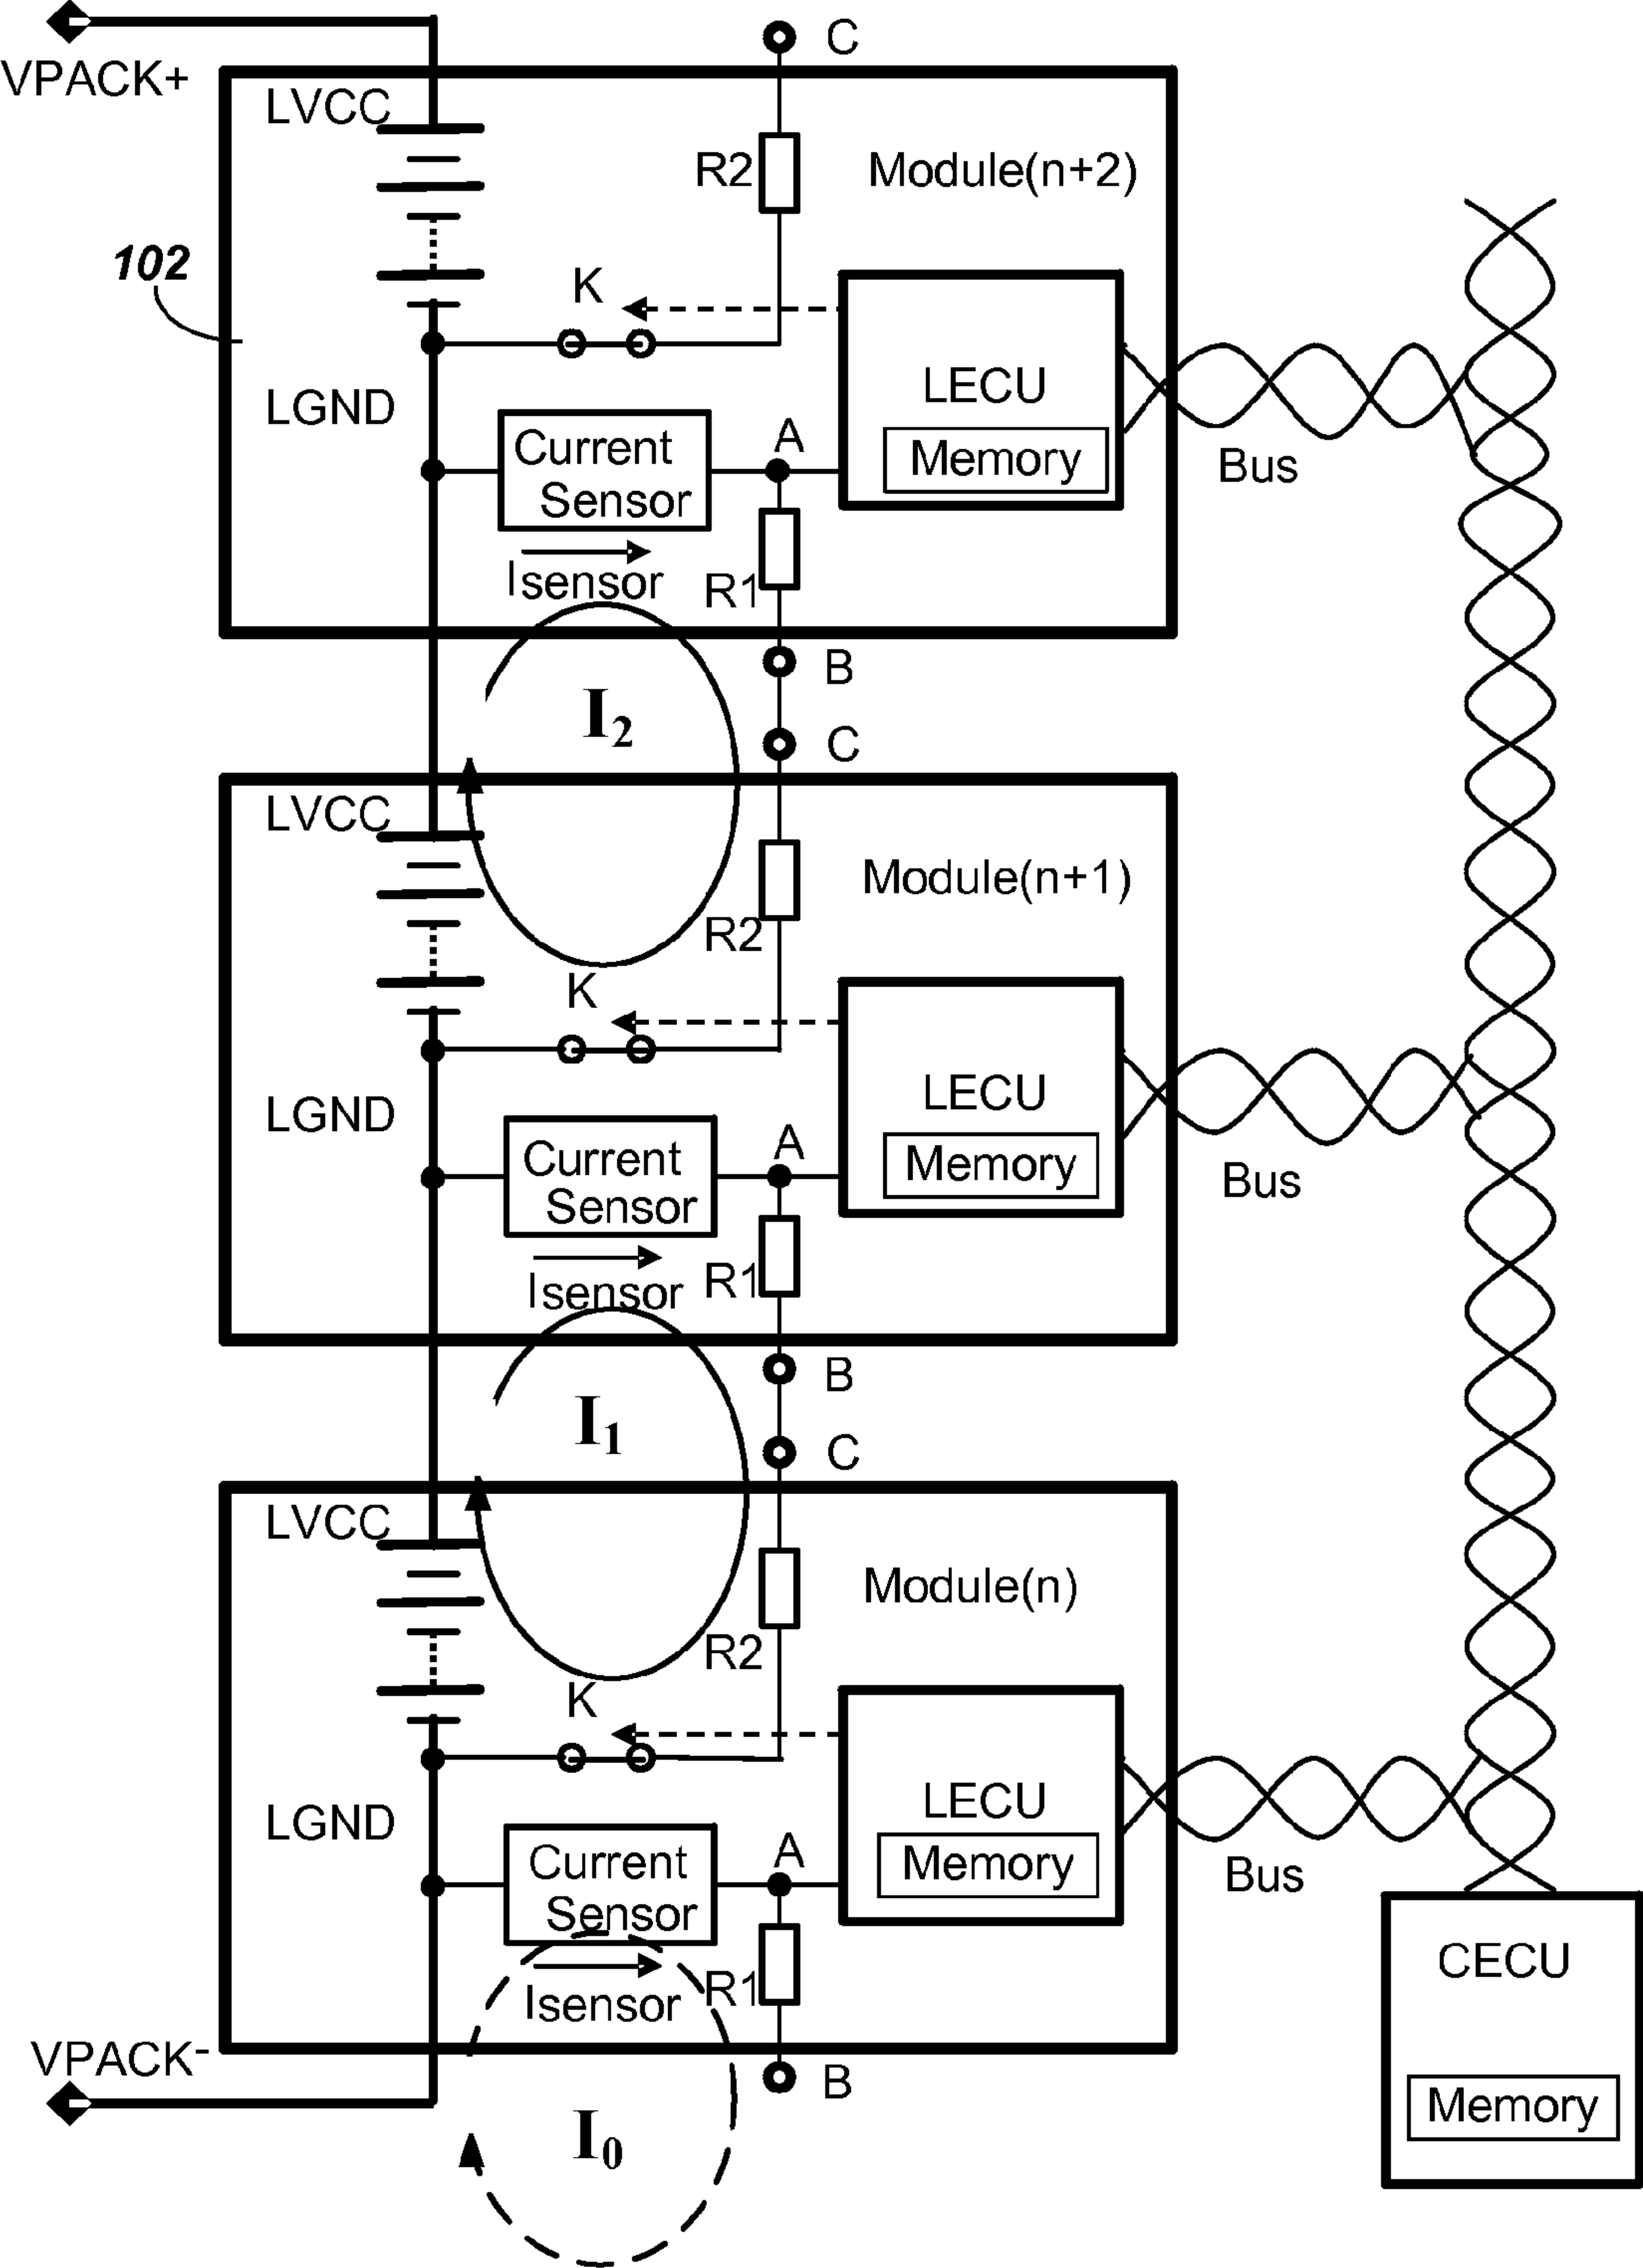 C
VPACK+
LVCC
R2
Module(n+2)
102
K
LECU
LGND
A
Current
Sensor
Memory
Bus
Isensor
R1
B
I2
C
LVCC
Module(n+1)
R2
K
LECU
LGND
A
Current
Sensor
Memory
Bus
Isensor
R1
B
I1
C
LVCC
Module(n)
R2
K
LECU
LGND
A
Current
Sensor
Memory
Bus
CECU
Isensor
R1
VPACK-
B
Memory
I0